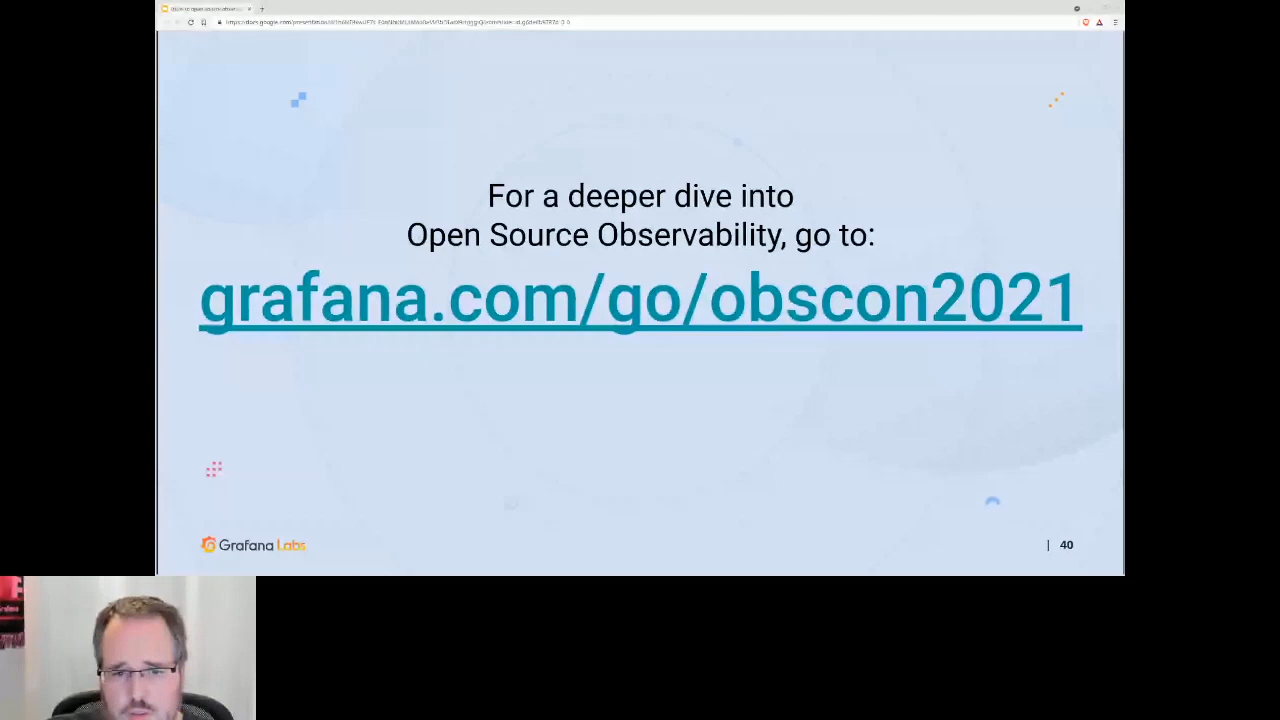 For a deeper dive into
Open Source Observability, go to:
grafana.com/go/obscon2021
Grafana Labs
| 40